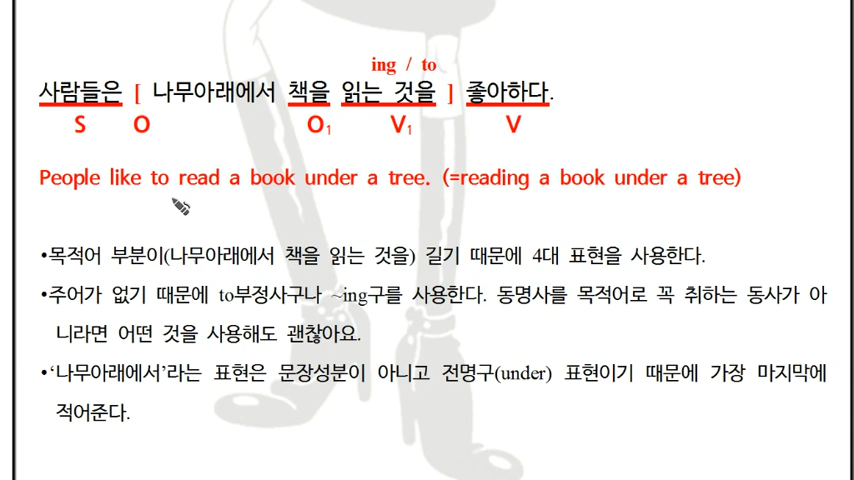 ing / to
사람들은 [ 나무아래에서 책을 읽는 것을 ] 좋아하다.
S O O₁ V₁ V
People like to read a book under a tree. (=reading a book under a tree)
•목적어 부분이(나무아래에서 책을 읽는 것을) 길기 때문에 4대 표현을 사용한다.
•주어가 없기 때문에 to부정사구나 ~ing구를 사용한다. 동명사를 목적어로 꼭 취하는 동사가 아
니라면 어떤 것을 사용해도 괜찮아요.
•‘나무아래에서’라는 표현은 문장성분이 아니고 전명구(under) 표현이기 때문에 가장 마지막에
적어준다.